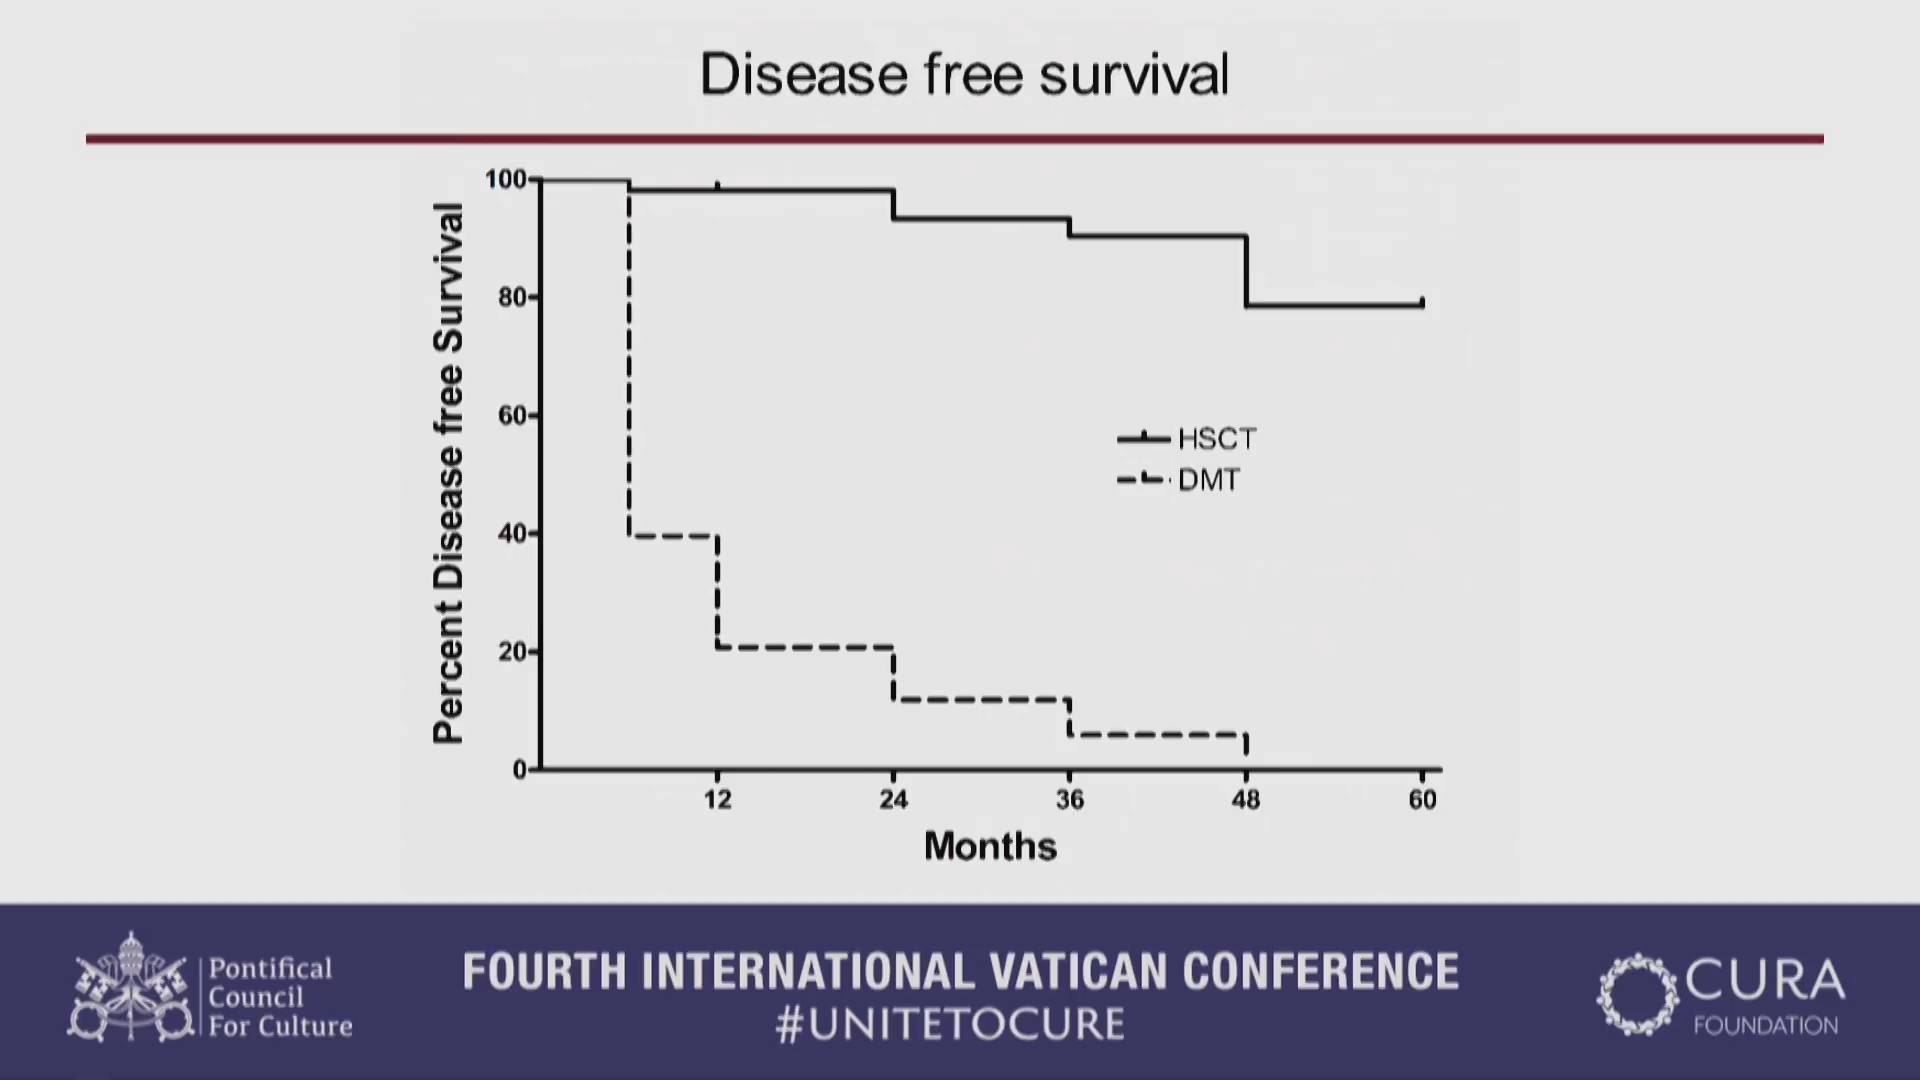 Disease free survival
Percent Disease free Survival
100
80
60
40
20
0
HSCT
DMT
12
24
36
48
60
Months
Pontifical
Council
For Culture
FOURTH INTERNATIONAL VATICAN CONFERENCE
#UNITETOCURE
CURA
FOUNDATION